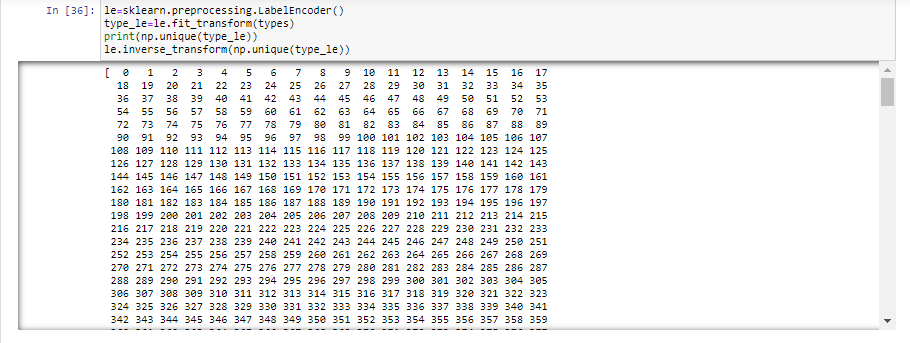 In [36]: le=sklearn.preprocessing.LabelEncoder()
type_le=le.fit_transform(types)
print(np.unique(type_le))
le.inverse_transform(np.unique(type_le))
[ 0 1 2 3 4 5 6 7 8 9 10 11 12 13 14 15 16 17
18 19 20 21 22 23 24 25 26 27 28 29 30 31 32 33 34 35
36 37 38 39 40 41 42 43 44 45 46 47 48 49 50 51 52 53
54 55 56 57 58 59 60 61 62 63 64 65 66 67 68 69 70 71
72 73 74 75 76 77 78 79 80 81 82 83 84 85 86 87 88 89
90 91 92 93 94 95 96 97 98 99 100 101 102 103 104 105 106 107
108 109 110 111 112 113 114 115 116 117 118 119 120 121 122 123 124 125
126 127 128 129 130 131 132 133 134 135 136 137 138 139 140 141 142 143
144 145 146 147 148 149 150 151 152 153 154 155 156 157 158 159 160 161
162 163 164 165 166 167 168 169 170 171 172 173 174 175 176 177 178 179
180 181 182 183 184 185 186 187 188 189 190 191 192 193 194 195 196 197
198 199 200 201 202 203 204 205 206 207 208 209 210 211 212 213 214 215
216 217 218 219 220 221 222 223 224 225 226 227 228 229 230 231 232 233
234 235 236 237 238 239 240 241 242 243 244 245 246 247 248 249 250 251
252 253 254 255 256 257 258 259 260 261 262 263 264 265 266 267 268 269
270 271 272 273 274 275 276 277 278 279 280 281 282 283 284 285 286 287
288 289 290 291 292 293 294 295 296 297 298 299 300 301 302 303 304 305
306 307 308 309 310 311 312 313 314 315 316 317 318 319 320 321 322 323
324 325 326 327 328 329 330 331 332 333 334 335 336 337 338 339 340 341
342 343 344 345 346 347 348 349 350 351 352 353 354 355 356 357 358 359